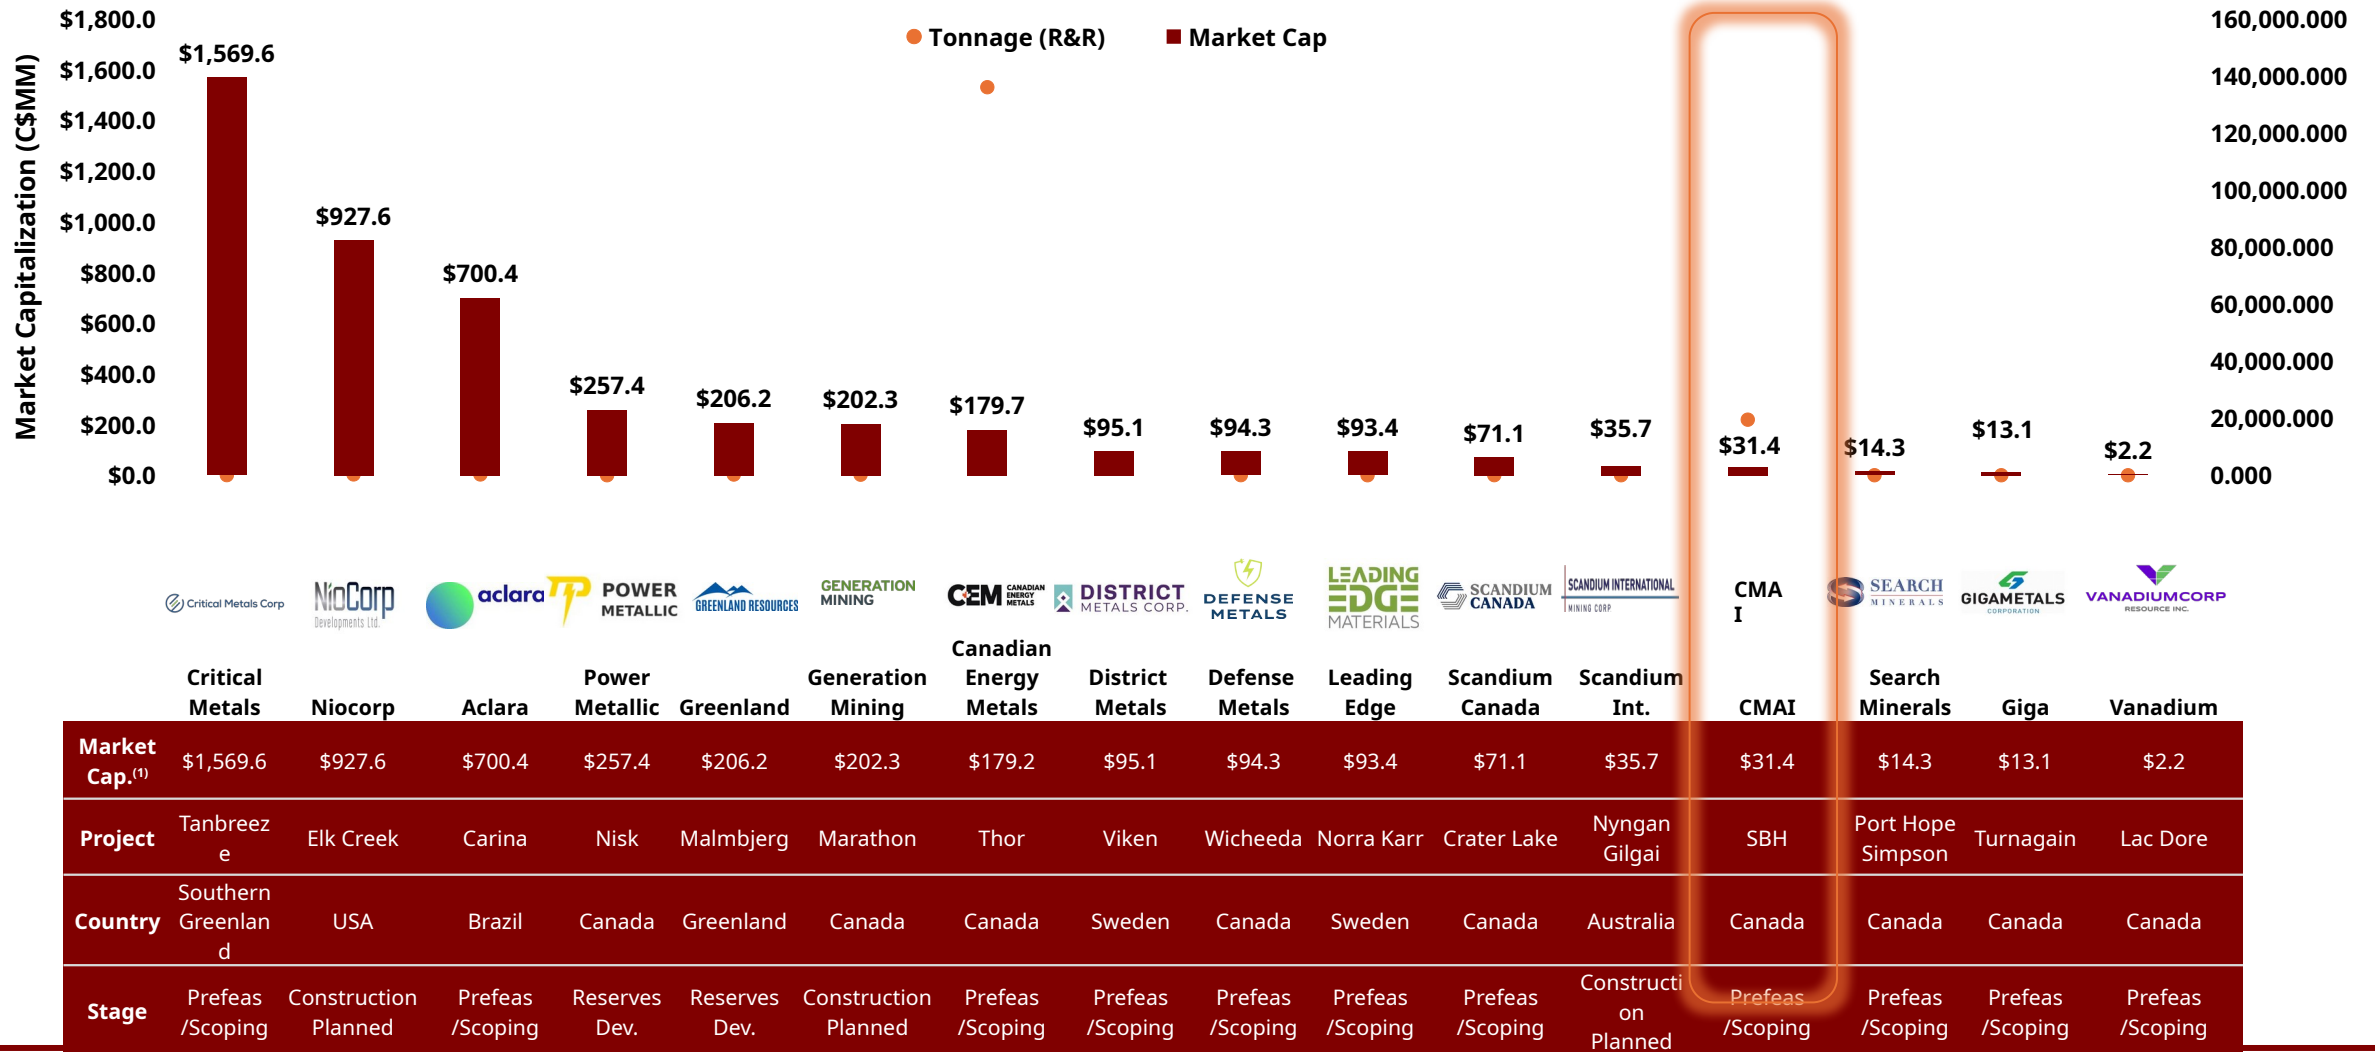 $1,800.0
$1,600.0
$1,400.0
$1,200.0
$1,000.0
$800.0
$600.0
$400.0
$200.0
$0.0
Market Capitalization (C$MM)
Tonnage (R&R)
Market Cap
160,000.000
140,000.000
120,000.000
100,000.000
80,000.000
60,000.000
40,000.000
20,000.000
0.000
$1,569.6
$927.6
$700.4
$257.4
$206.2
$202.3
$179.7
$95.1
$94.3
$93.4
$71.1
$35.7
$31.4
$14.3
$13.1
$2.2
Critical Metals Corp
NioCorp
Developments Ltd.
aclara
POWER
METALLIC
GREENLAND RESOURCES
GENERATION
MINING
CEM
CANADIAN
ENERGY
METALS
DISTRICT
METALS CORP.
DEFENSE
METALS
LEADING
EDGE
MATERIALS
SCANDIUM
CANADA
SCANDIUM INTERNATIONAL
MINING CORP
CMA
I
SEARCH
MINERALS
GIGAMETALS
CORPORATION
VANADIUMCORP
RESOURCE INC.
Critical
Metals
Niocorp
Aclara
Power
Metallic
Greenland
Generation
Mining
Canadian
Energy
Metals
District
Metals
Defense
Metals
Leading
Edge
Scandium
Canada
Scandium
Int.
CMAI
Search
Minerals
Giga
Vanadium
Market
Cap.(1)
$1,569.6
$927.6
$700.4
$257.4
$206.2
$202.3
$179.2
$95.1
$94.3
$93.4
$71.1
$35.7
$31.4
$14.3
$13.1
$2.2
Project
Tanbreez
e
Elk Creek
Carina
Nisk
Malmbjerg
Marathon
Thor
Viken
Wicheeda
Norra Karr
Crater Lake
Nyngan
Gilgai
SBH
Port Hope
Simpson
Turnagain
Lac Dore
Country
Southern
Greenlan
d
USA
Brazil
Canada
Greenland
Canada
Canada
Sweden
Canada
Sweden
Canada
Australia
Canada
Canada
Canada
Canada
Stage
Prefeas
/Scoping
Construction
Planned
Prefeas
/Scoping
Reserves
Dev.
Reserves
Dev.
Construction
Planned
Prefeas
/Scoping
Prefeas
/Scoping
Prefeas
/Scoping
Prefeas
/Scoping
Prefeas
/Scoping
Constructi
on
Planned
Prefeas
/Scoping
Prefeas
/Scoping
Prefeas
/Scoping
Prefeas
/Scoping